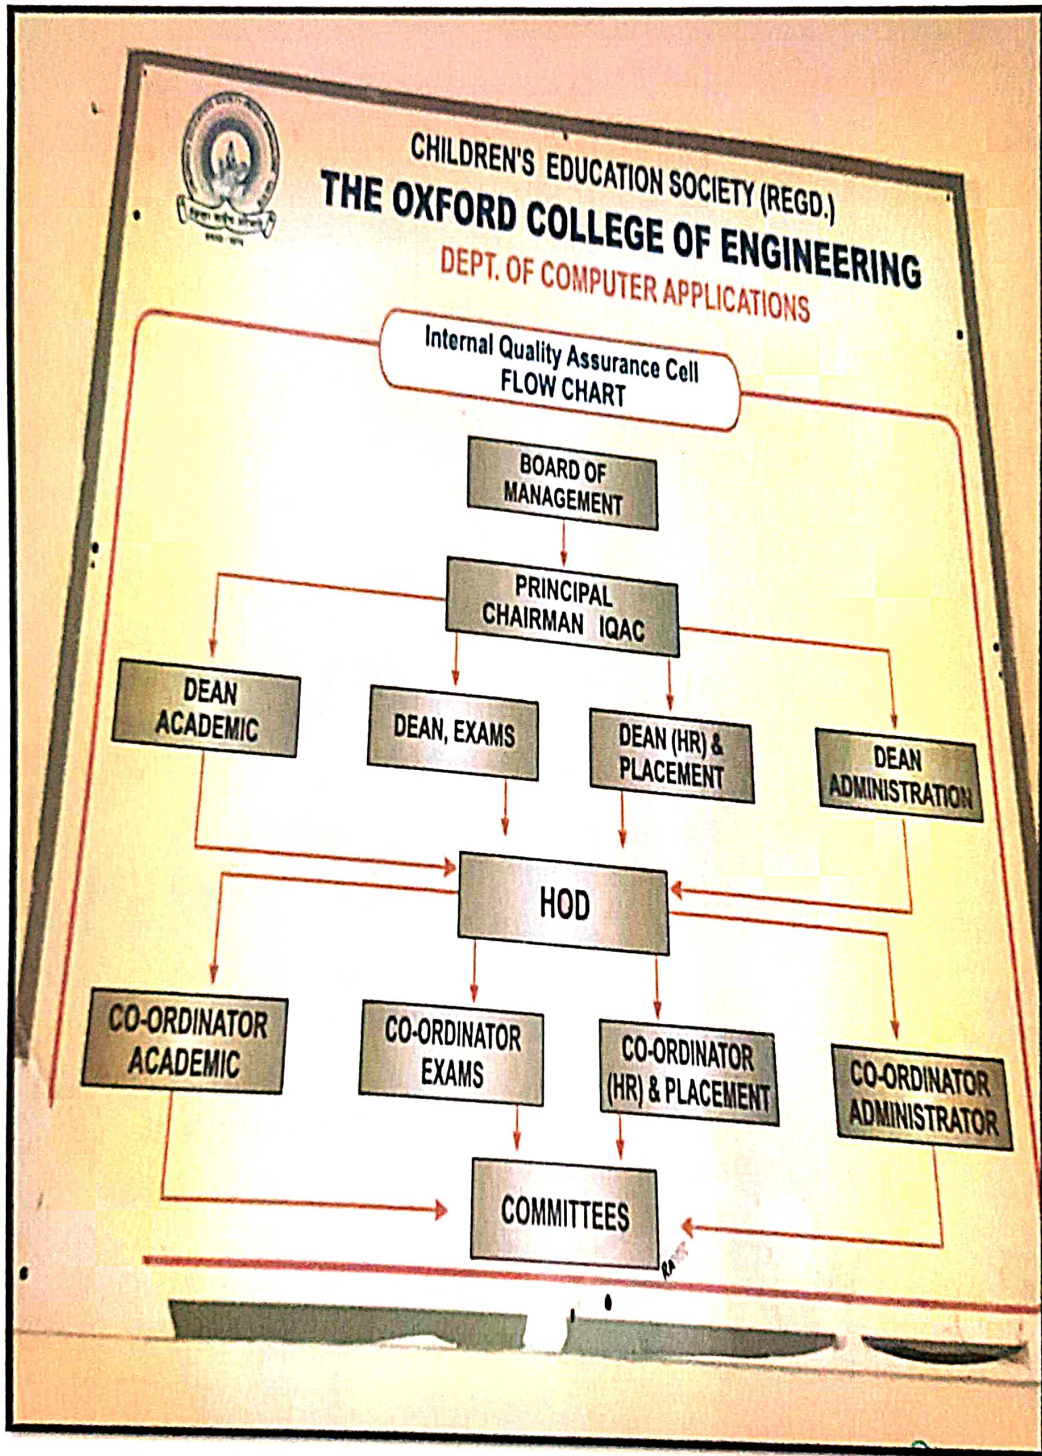 CHILDREN'S EDUCATION SOCIETY (REGD.)
THE OXFORD COLLEGE OF ENGINEERING
DEPT. OF COMPUTER APPLICATIONS
Internal Quality Assurance Cell
FLOW CHART
BOARD OF
MANAGEMENT
PRINCIPAL
CHAIRMAN IQAC
DEAN
ACADEMIC
DEAN, EXAMS
DEAN (HR) &
PLACEMENT
DEAN
ADMINISTRATION
HOD
CO-ORDINATOR
ACADEMIC
CO-ORDINATOR
EXAMS
CO-ORDINATOR
(HR) & PLACEMENT
CO-ORDINATOR
ADMINISTRATOR
COMMITTEES